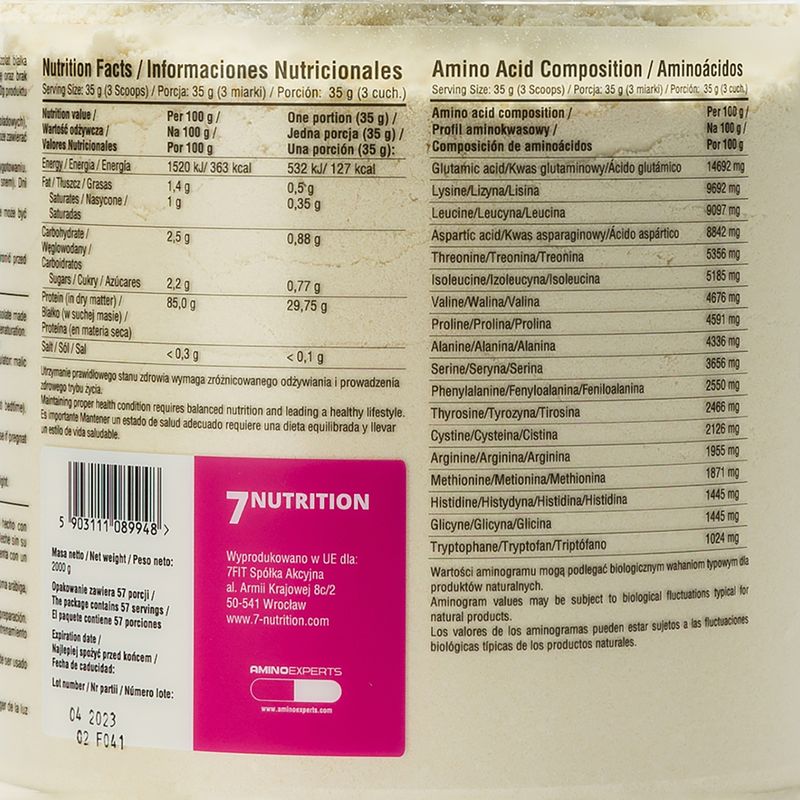 Nutrition Facts / Informaciones Nutricionales
Serving Size: 35 g (3 Scoops) / Porcja: 35 g (3 miarki) / Porción: 35 g (3 cuch.)
Nutrition value / Per 100 g / One portion (35 g) /
Wartość odżywcza / Na 100 g / Jedna porcja (35 g) /
Valores Nutricionales Por 100 g Una porción (35 g):
Energy / Energia / Energía 1520 kJ/ 363 kcal 532 kJ/ 127 kcal
Fat / Tłuszcz / Grasas 1,4 g 0,5 g
Saturates / Nasycone / 1 g 0,35 g
Saturadas
Carbohydrate / 2,5 g 0,88 g
Węglowodany /
Carboidratos
Sugars / Cukry / Azúcares 2,2 g 0,77 g
Protein (in dry matter) / 85,0 g 29,75 g
Białko (w suchej masie) /
Proteína (en materia seca)
Salt / Sól / Sal < 0,3 g < 0,1 g
Utrzymanie prawidłowego stanu zdrowia wymaga zróżnicowanego odżywiania i prowadzenia
zdrowego trybu życia.
Maintaining proper health condition requires balanced nutrition and leading a healthy lifestyle.
Es importante Mantener un estado de salud adecuado requiere una dieta equilibrada y llevar
un estilo de vida saludable.
5 903111 089948 >
Masa netto / Net weight / Peso neto:
2000 g
Opakowanie zawiera 57 porcji /
The package contains 57 servings /
El paquete contiene 57 porciones
Expiration date /
Najlepiej spożyć przed końcem /
Fecha de caducidad:
Lot number / Nr partii / Número lote:
04 2023
02 F041
7NUTRITION
Wyprodukowano w UE dla:
7FIT Spółka Akcyjna
al. Armii Krajowej 8c/2
50-541 Wrocław
www.7-nutrition.com
AMINOEXPERTS
www.aminoexperts.com
Amino Acid Composition / Aminoácidos
Serving Size: 35 g (3 Scoops) / Porcja: 35 g (3 miarki) / Porción: 35 g (3 cuch.)
Amino acid composition / Per 100 g /
Profil aminokwasowy / Na 100 g /
Composición de aminoácidos Por 100 g
Glutamic acid/Kwas glutaminowy/Ácido glutámico 14692 mg
Lysine/Lizyna/Lisina 9692 mg
Leucine/Leucyna/Leucina 9097 mg
Aspartic acid/Kwas asparaginowy/Ácido aspártico 8842 mg
Threonine/Treonina/Treonina 5356 mg
Isoleucine/Izoleucyna/Isoleucina 5185 mg
Valine/Walina/Valina 4676 mg
Proline/Prolina/Prolina 4591 mg
Alanine/Alanina/Alanina 4336 mg
Serine/Seryna/Serina 3656 mg
Phenylalanine/Fenyloalanina/Feniloalanina 2550 mg
Thyrosine/Tyrozyna/Tirosina 2466 mg
Cystine/Cysteina/Cistina 2126 mg
Arginine/Arginina/Arginina 1955 mg
Methionine/Metionina/Methionina 1871 mg
Histidine/Histydyna/Histidina/Histidina 1445 mg
Glicyne/Glicyna/Glicina 1445 mg
Tryptophane/Tryptofan/Triptófano 1024 mg
Wartości aminogramu mogą podlegać biologicznym wahaniom typowym dla
produktów naturalnych.
Aminogram values may be subject to biological fluctuations typical for
natural products.
Los valores de los aminogramas pueden estar sujetos a las fluctuaciones
biológicas típicas de los productos naturales.